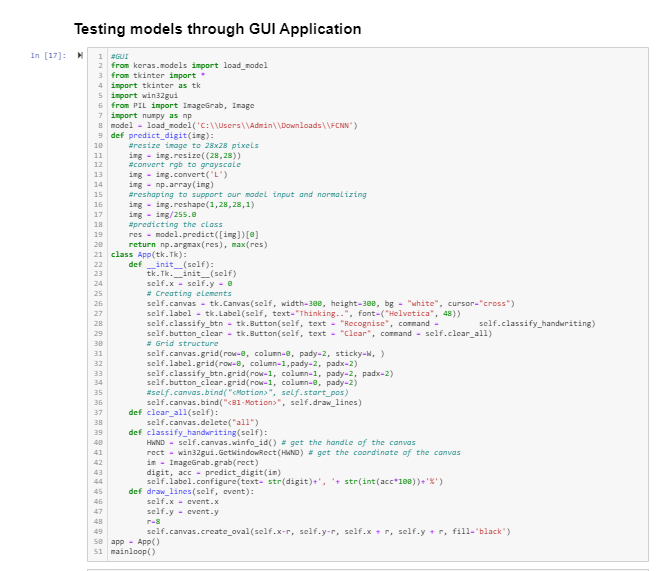 Testing models through GUI Application
In [17]:
1 #GUI
2 from keras.models import load_model
3 from tkinter import *
4 import tkinter as tk
5 import win32gui
6 from PIL import ImageGrab, Image
7 import numpy as np
8 model = load_model('C:\\Users\\Admin\\Downloads\\FCNN')
9 def predict_digit(img):
10     #resize image to 28x28 pixels
11     img = img.resize((28,28))
12     #convert rgb to grayscale
13     img = img.convert('L')
14     img = np.array(img)
15     #reshaping to support our model input and normalizing
16     img = img.reshape(1,28,28,1)
17     img = img/255.0
18     #predicting the class
19     res = model.predict([img])[0]
20     return np.argmax(res), max(res)
21 class App(tk.Tk):
22     def __init__(self):
23         tk.Tk.__init__(self)
24         self.x = self.y = 0
25         # Creating elements
26         self.canvas = tk.Canvas(self, width=300, height=300, bg = "white", cursor="cross")
27         self.label = tk.Label(self, text="Thinking..", font=("Helvetica", 48))
28         self.classify_btn = tk.Button(self, text = "Recognise", command =         self.classify_handwriting)
29         self.button_clear = tk.Button(self, text = "Clear", command = self.clear_all)
30         # Grid structure
31         self.canvas.grid(row=0, column=0, pady=2, sticky=W, )
32         self.label.grid(row=0, column=1,pady=2, padx=2)
33         self.classify_btn.grid(row=1, column=1, pady=2, padx=2)
34         self.button_clear.grid(row=1, column=0, pady=2)
35         #self.canvas.bind("<Motion>", self.start_pos)
36         self.canvas.bind("<B1-Motion>", self.draw_lines)
37     def clear_all(self):
38         self.canvas.delete("all")
39     def classify_handwriting(self):
40         HWND = self.canvas.winfo_id() # get the handle of the canvas
41         rect = win32gui.GetWindowRect(HWND) # get the coordinate of the canvas
42         im = ImageGrab.grab(rect)
43         digit, acc = predict_digit(im)
44         self.label.configure(text= str(digit)+', '+ str(int(acc*100))+'%')
45     def draw_lines(self, event):
46         self.x = event.x
47         self.y = event.y
48         r=8
49         self.canvas.create_oval(self.x-r, self.y-r, self.x + r, self.y + r, fill='black')
50 app = App()
51 mainloop()